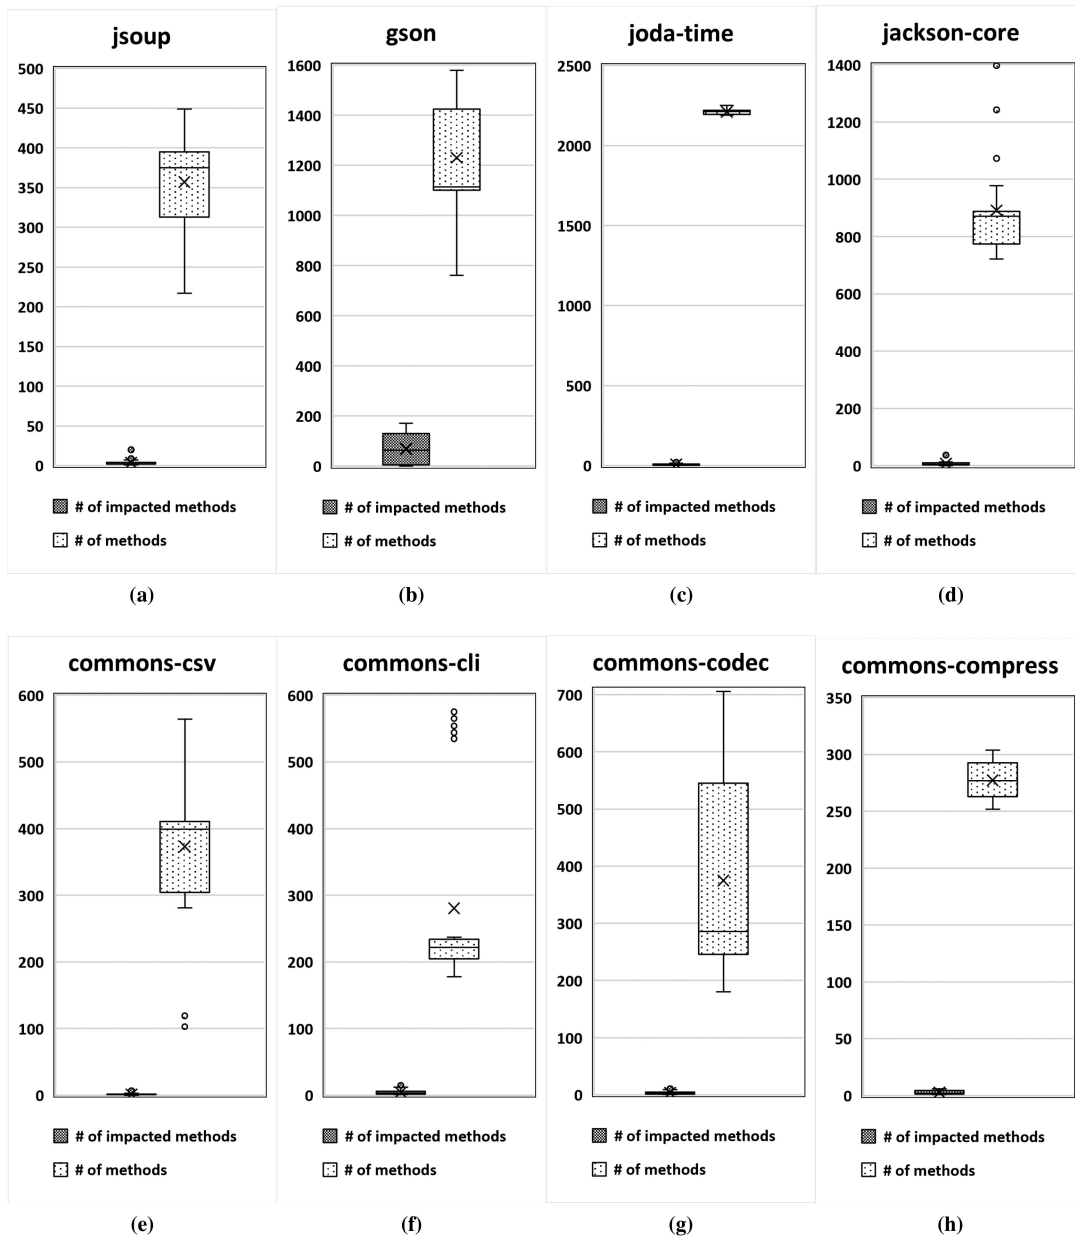 jsoup
500
450
400
350
300
250
200
150
100
50
0
# of impacted methods
# of methods
(a)
gson
1600
1400
1200
1000
800
600
400
200
0
# of impacted methods
# of methods
(b)
joda-time
2500
2000
1500
1000
500
0
# of impacted methods
# of methods
(c)
jackson-core
1400
1200
1000
800
600
400
200
0
# of impacted methods
# of methods
(d)
commons-csv
600
500
400
300
200
100
0
# of impacted methods
# of methods
(e)
commons-cli
600
500
400
300
200
100
0
# of impacted methods
# of methods
(f)
commons-codec
700
600
500
400
300
200
100
0
# of impacted methods
# of methods
(g)
commons-compress
350
300
250
200
150
100
50
0
# of impacted methods
# of methods
(h)